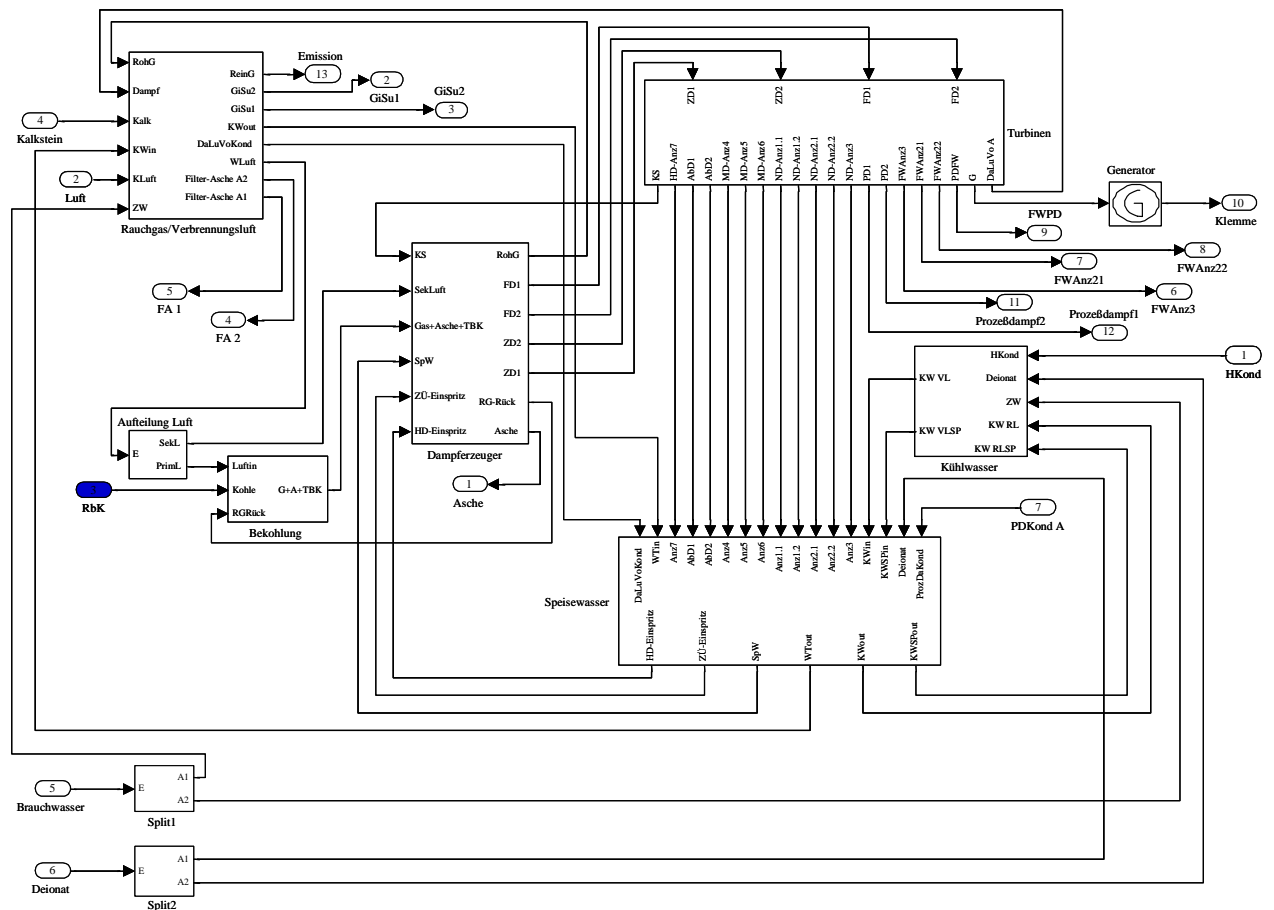 RohG
Dampf
Kalk
KWin
KLuft
ZW
ReinG
GiSu2
GiSu1
KWout
DaLuVoKond
WLuft
Filter-Asche A2
Filter-Asche A1
Rauchgas/Verbrennungsluft
4
Kalkstein
2
Luft
Emission
13
2
GiSu1
GiSu2
3
5
FA 1
4
FA 2
ZD1
ZD2
FD1
FD2
Turbinen
KS
HD-Anz7
AbD1
AbD2
MD-Anz4
MD-Anz5
MD-Anz6
ND-Anz1.1
ND-Anz1.2
ND-Anz2.1
ND-Anz2.2
ND-Anz3
PD1
PD2
FWAnz3
FWAnz21
FWAnz22
PDFW
G
DaLuVo A
Generator
G
10
Klemme
FWPD
9
8
FWAnz22
7
FWAnz21
6
FWAnz3
11
Prozeßdampf2
Prozeßdampf1
12
KS
SekLuft
Gas+Asche+TBK
SpW
ZÜ-Einspritz
HD-Einspritz
RohG
FD1
FD2
ZD2
ZD1
RG-Rück
Asche
Dampferzeuger
1
Asche
HKond
Deionat
ZW
KW RL
KW RLSP
KW VL
KW VLSP
Kühlwasser
1
HKond
Aufteilung Luft
E
SekL
PrimL
Luftin
Kohle
RGRück
G+A+TBK
Bekohlung
RbK
7
PDKond A
Speisewasser
DaLuVoKond
WTin
Anz7
AbD1
AbD2
Anz4
Anz5
Anz6
Anz1.1
Anz1.2
Anz2.1
Anz2.2
Anz3
KWin
KWSPin
Deionat
ProzDaKond
HD-Einspritz
ZÜ-Einspritz
SpW
WTout
KWout
KWSPout
5
Brauchwasser
E
A1
A2
Split1
6
Deionat
E
A1
A2
Split2